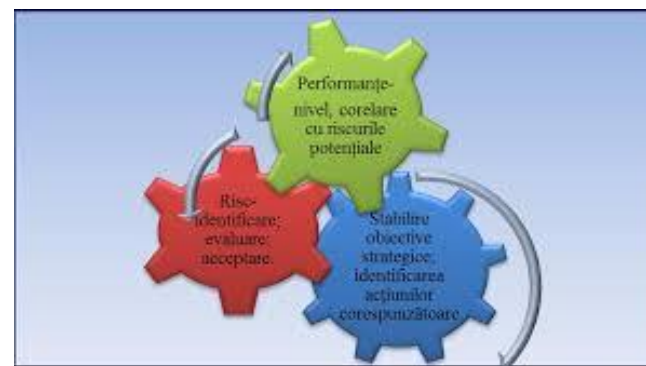 Performanțe-
nivel, corelare
cu riscurile
potențiale
Risc-
identificare;
evaluare;
acceptare.
Stabilire
obiective
strategice;
identificarea
acțiunilor
corespunzătoare